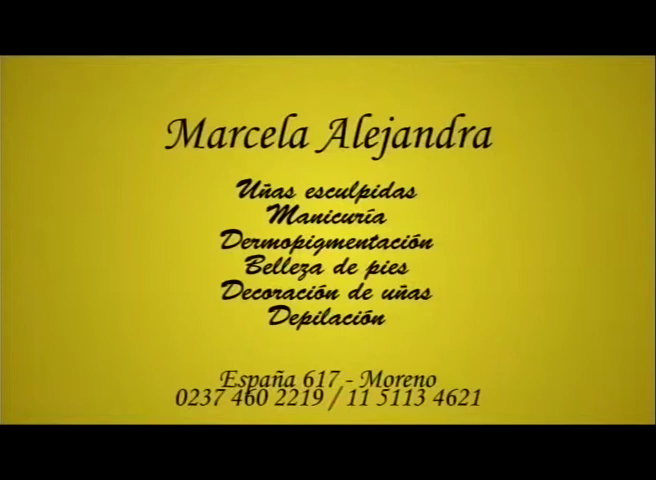 Marcela Alejandra
Uñas esculpidas
Manicuría
Dermopigmentación
Belleza de pies
Decoración de uñas
Depilación
España 617 - Moreno
0237 460 2219 / 11 5113 4621